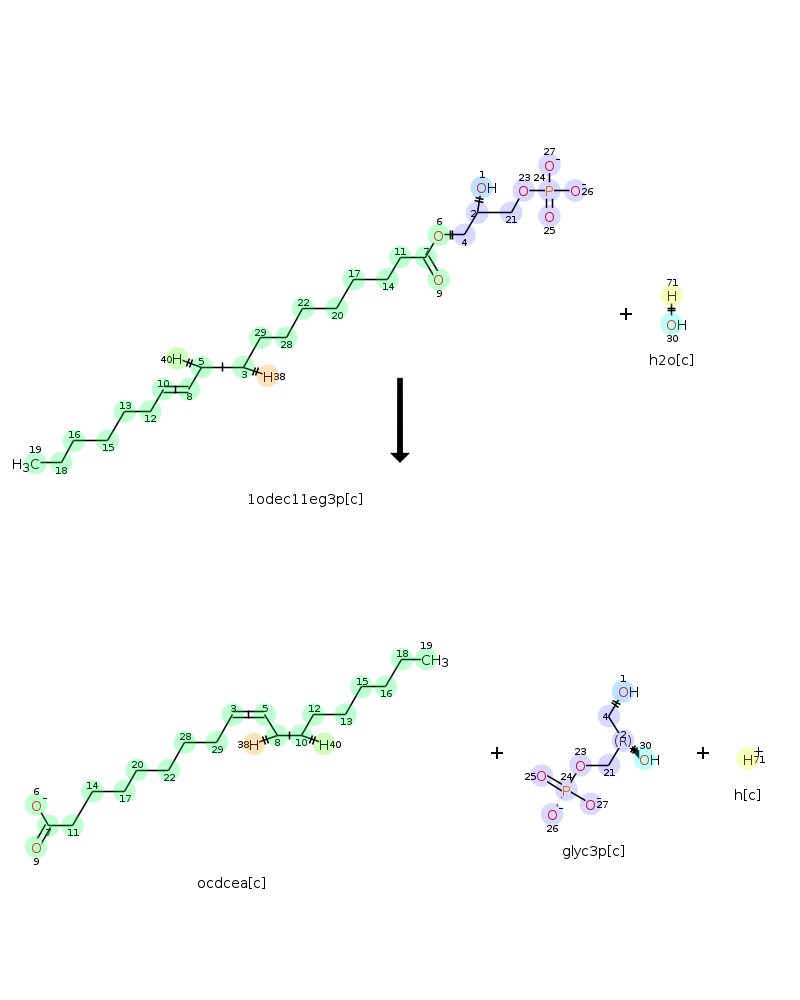 27
O-
1
23 24
OH O P O- 26
6 2 O
O 4 21 25
11 7
17 O
14 9
22
20
29
28
40H 5
3 H38
10
8
13
12
16
15
19
H3C
18
71
H
+
OH
30
h2o[c]
1odec11eg3p[c]
19
18 CH3
15
16
12
3 5 13
38H 8 10 H40
28
29
20
22
14
17
6
O-
7 11
O
9
ocdcea[c]
+
1
OH
4
2
(R) 30
23 OH
25O 24 O 21
P
O- 27
O-
26
glyc3p[c]
+
H+ 71
h[c]